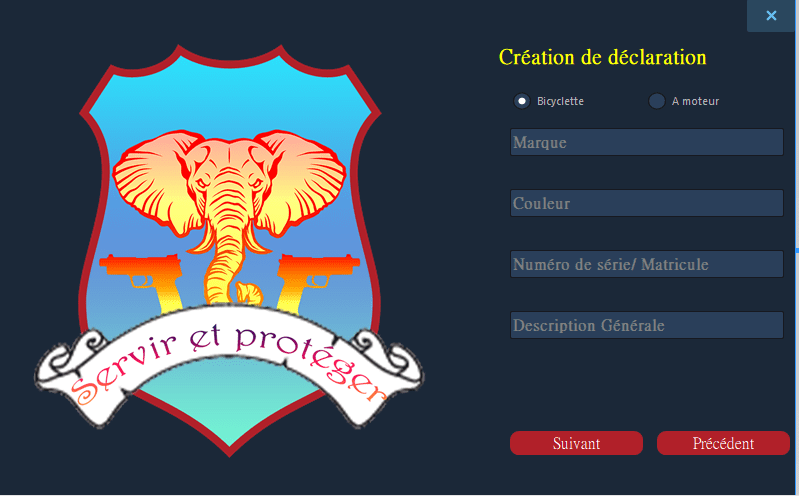 Création de déclaration
Bicyclette
A moteur
Marque
Couleur
Numéro de série/ Matricule
Description Générale
Servir et protéger
Suivant
Précédent